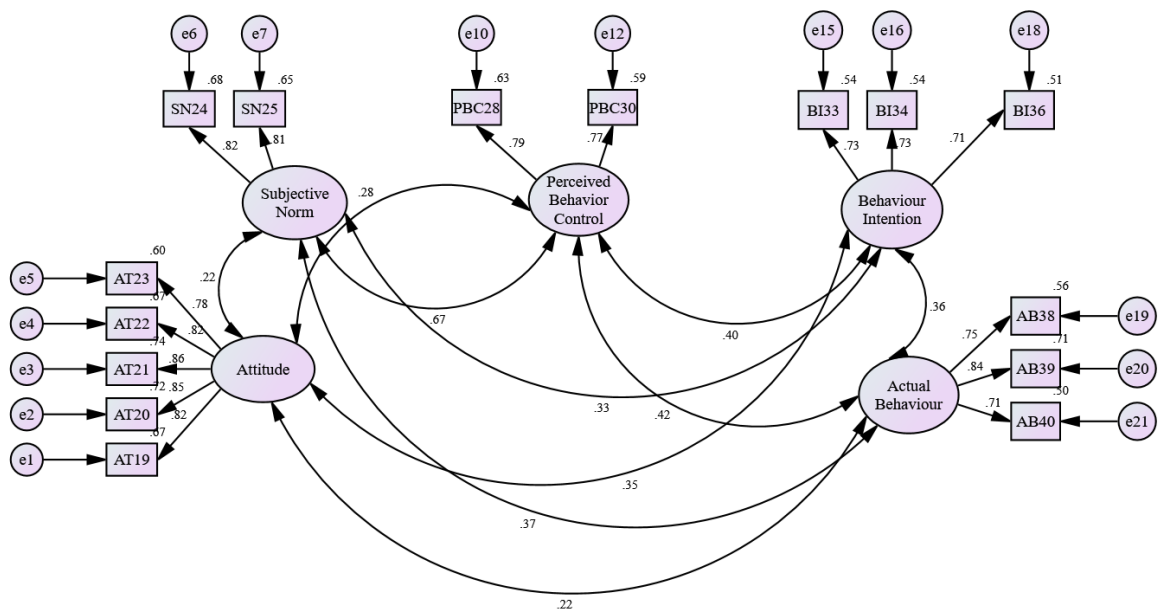 e6
e7
e10
e12
e15
e16
e18
.68
.65
.63
.59
.54
.54
.51
SN24
SN25
PBC28
PBC30
BI33
BI34
BI36
.82
.81
.79
.77
.73
.73
.71
Subjective
Norm
Perceived
Behavior
Control
Behaviour
Intention
.28
.22
.67
.40
.36
.33
.42
.35
.37
.22
e5
AT23
.60
.78
e4
AT22
.67
.82
e3
AT21
.74
.86
e2
AT20
.72
.85
e1
AT19
.67
.82
Attitude
Actual
Behaviour
.75
AB38
.56
e19
.84
AB39
.71
e20
.71
AB40
.50
e21